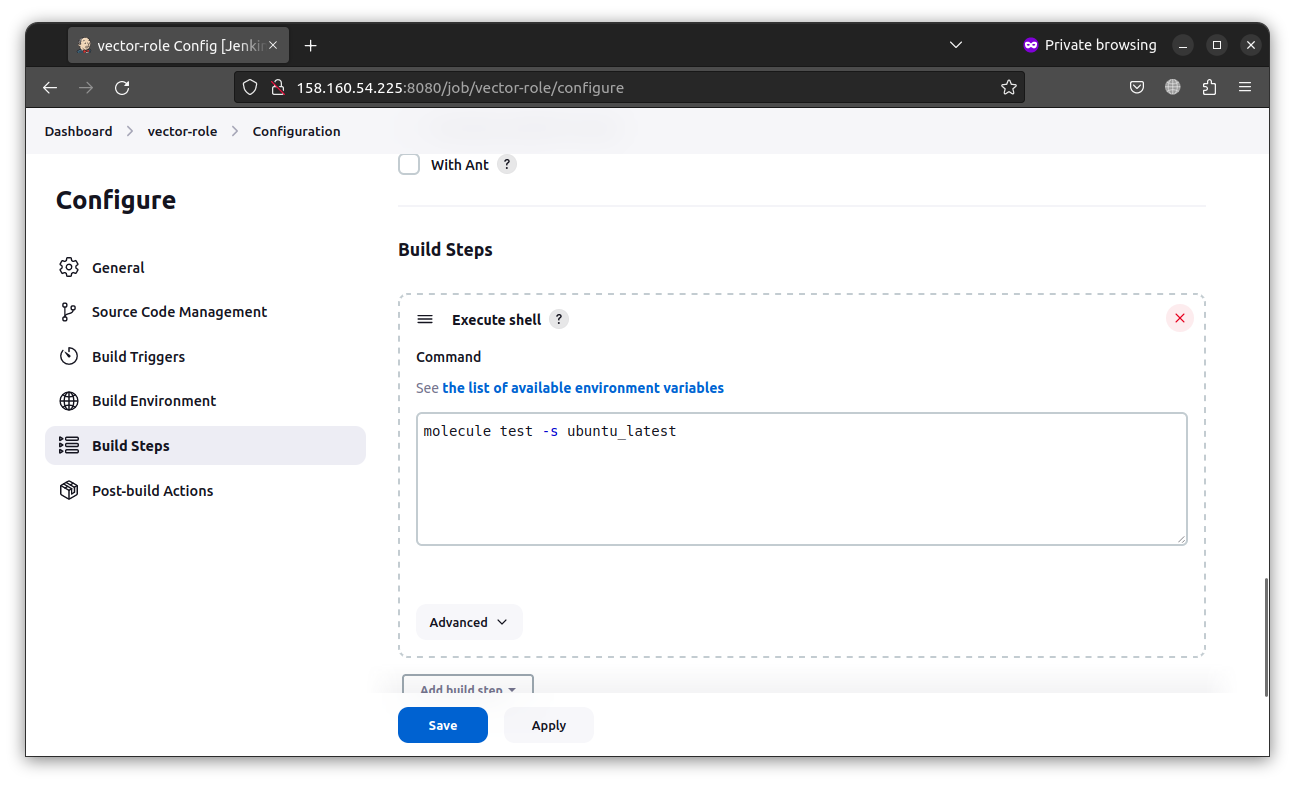 vector-role Config [Jenkin
Private browsing
158.160.54.225:8080/job/vector-role/configure
Dashboard > vector-role > Configuration
With Ant ?
Configure
General
Source Code Management
Build Triggers
Build Environment
Build Steps
Post-build Actions
Build Steps
Execute shell ?
Command
See the list of available environment variables
molecule test -s ubuntu_latest
Advanced
Add build step
Save
Apply